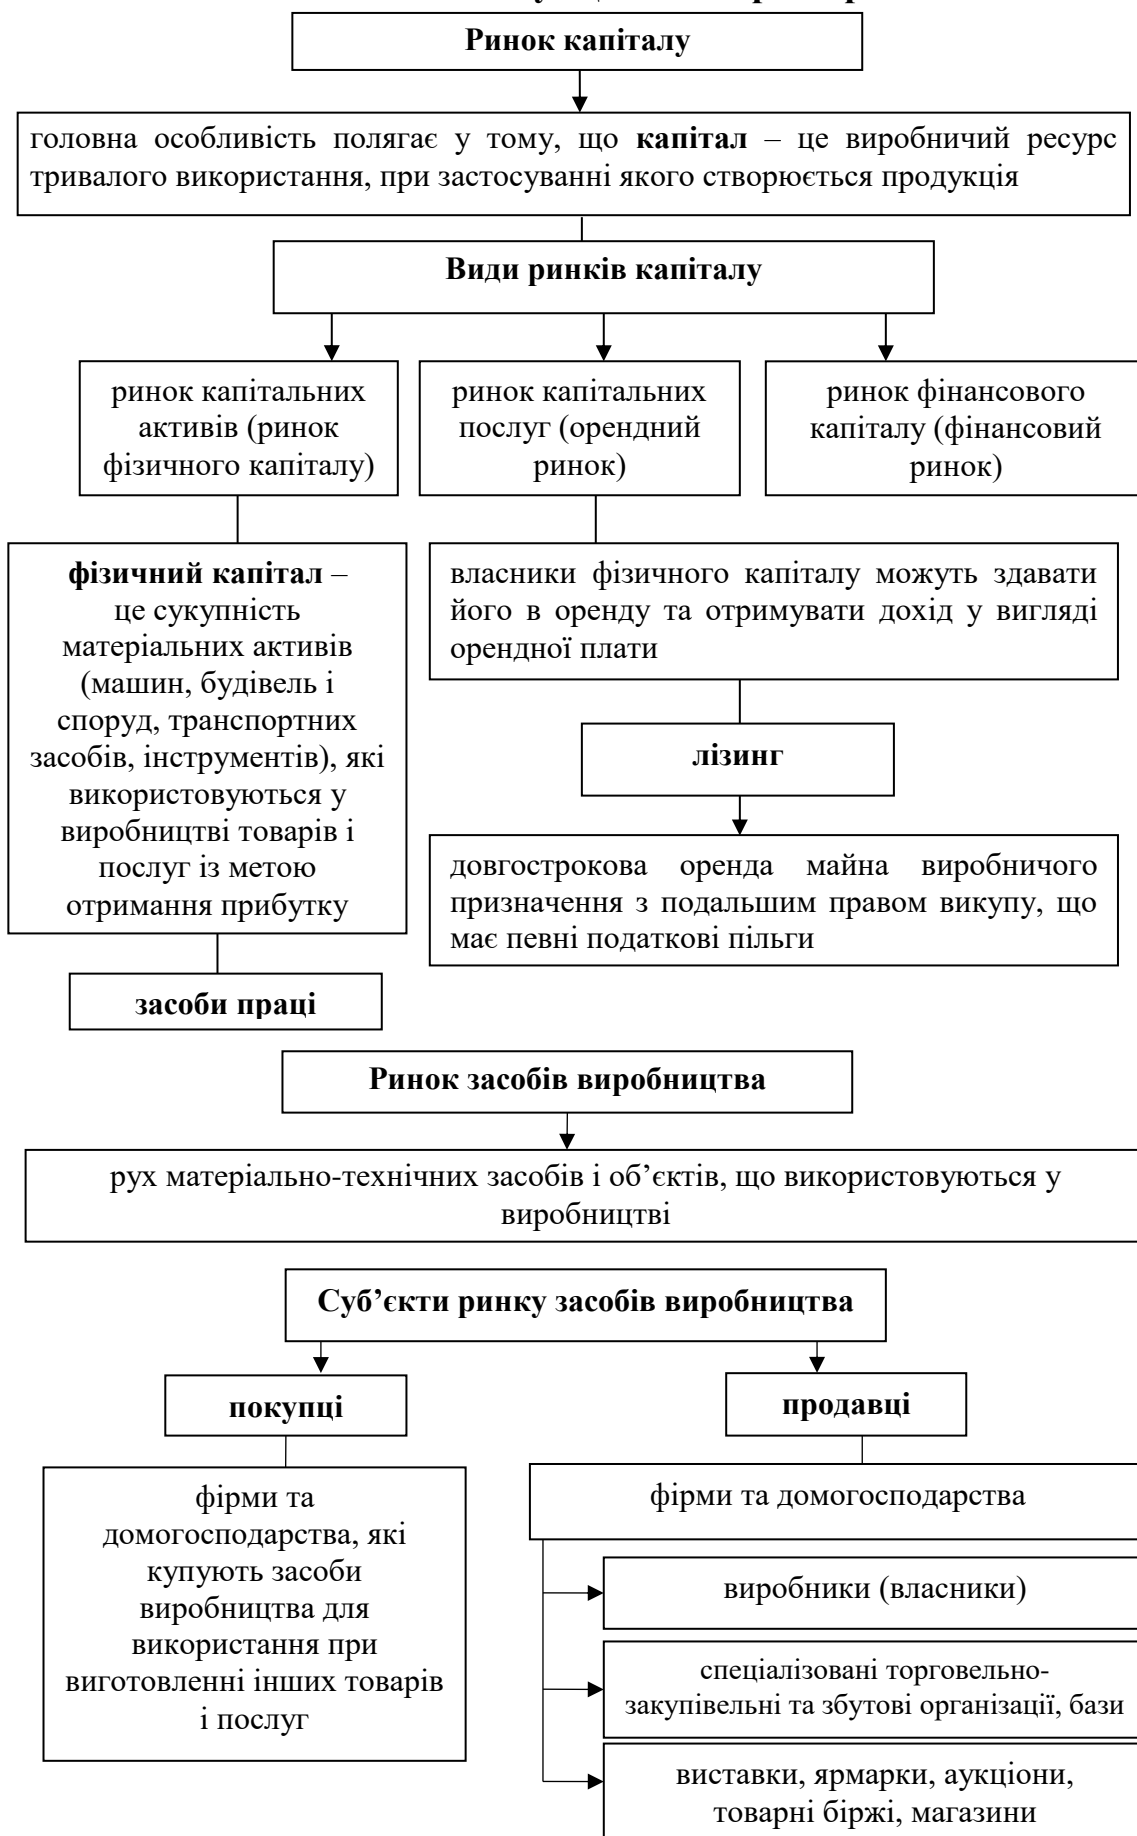 Ринок капіталу
головна особливість полягає у тому, що капітал – це виробничий ресурс
тривалого використання, при застосуванні якого створюється продукція
Види ринків капіталу
ринок капітальних
активів (ринок
фізичного капіталу)
ринок капітальних
послуг (орендний
ринок)
ринок фінансового
капіталу (фінансовий
ринок)
фізичний капітал –
це сукупність
матеріальних активів
(машин, будівель і
споруд, транспортних
засобів, інструментів), які
використовуються у
виробництві товарів і
послуг із метою
отримання прибутку
засоби праці
власники фізичного капіталу можуть здавати
його в оренду та отримувати дохід у вигляді
орендної плати
лізинг
довгострокова оренда майна виробничого
призначення з подальшим правом викупу, що
має певні податкові пільги
Ринок засобів виробництва
рух матеріально-технічних засобів і об’єктів, що використовуються у
виробництві
Суб’єкти ринку засобів виробництва
покупці
фірми та
домогосподарства, які
купують засоби
виробництва для
використання при
виготовленні інших товарів
і послуг
продавці
фірми та домогосподарства
виробники (власники)
спеціалізовані торговельно-
закупівельні та збутові організації, бази
виставки, ярмарки, аукціони,
товарні біржі, магазини